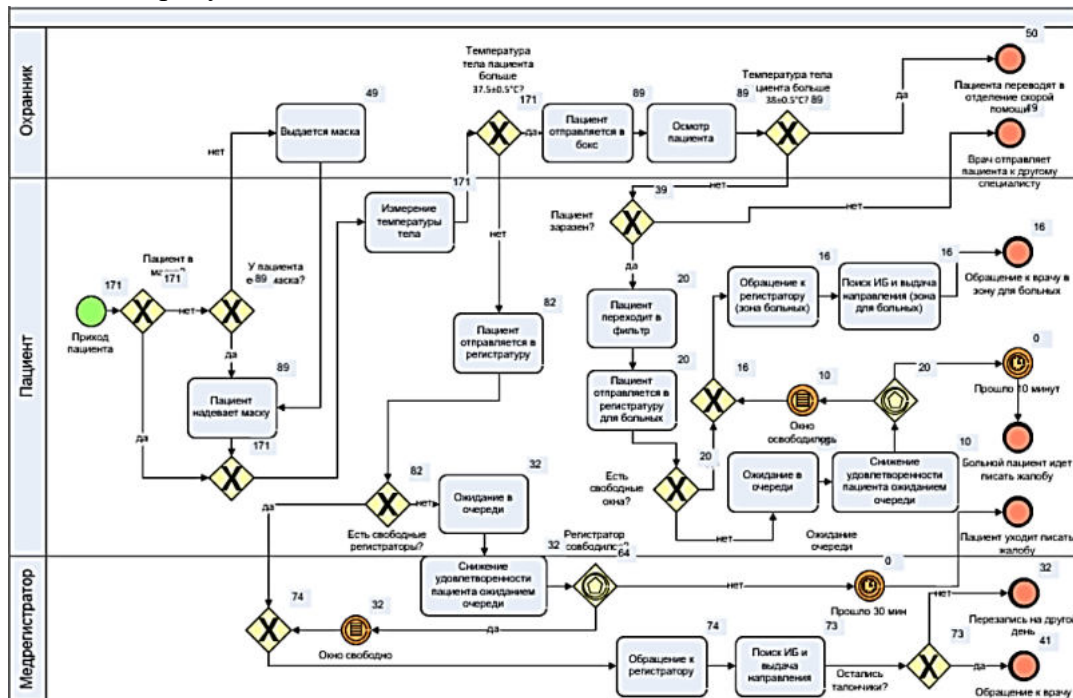 Охранник
Пациент
Медрегистратор
50
Температура
тела пациента
больше
37.5±0.5°C?
Температура тела
циента больше
38±0.5°C?
89
49
171
89
89
Выдается маска
да
Пациент
отправляется в
бокс
Осмотр
пациента
да
Пациента переводят в
отделение скорой
помощи
49
нет
Врач отправляет
пациента к другому
специалисту
171
39
нет
Измерение
температуры
тела
Пациент
заразен?
нет
нет
да
16
16
16
Пациент в
171
171
У пациента
89
маска?
20
Обращение к
регистратору
(зона больных)
Поиск ИБ и выдача
направления (зона
для больных)
Обращение к врачу в
зону для больных
82
нет
Приход
пациента
Пациент
переходит в
фильтр
Пациент
отправляется в
регистратуру
да
20
0
89
16
10
20
Пациент
надевает маску
Пациент
отправляется в
регистратуру
для больных
Прошло 10 минут
Окно
освободилось
171
20
10
да
82
32
Больной пациент идет
писать жалобу
да
Ожидание в
очереди
Есть
свободные
окна?
Ожидание в
очереди
Снижение
удовлетворенности
пациента ожиданием
очереди
нет
Есть свободные
регистраторы?
Регистратор
нет
Ожидание
очереди
Пациент уходит писать
жалобу
32
64
0
32
Снижение
удовлетворенности
пациента ожиданием
очереди
нет
Прошло 30 мин
нет
74
32
да
Перезапись на другой
день
74
73
73
41
Окно свободно
Обращение к
регистратору
Поиск ИБ и
выдача
направления
Остались
талончики?
да
Обращение к врачу